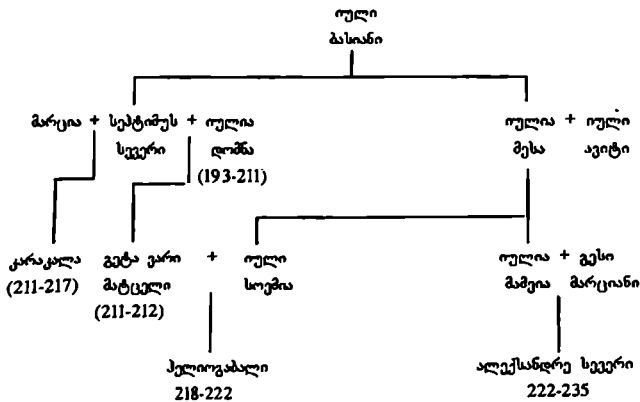 იული
ბასიანი
მარცია + სეპტიმუს + იულია
სევერი დომნა
(193-211)
იულია + იული
მესა ავიტი
კარაკალა გეტა ვარი + იული
(211-217) მატცელი სოემია
(211-212)
იულია + გესი
მამეია მარციანი
ჰელიოგაბალი
218-222
ალექსანდრე სევერი
222-235